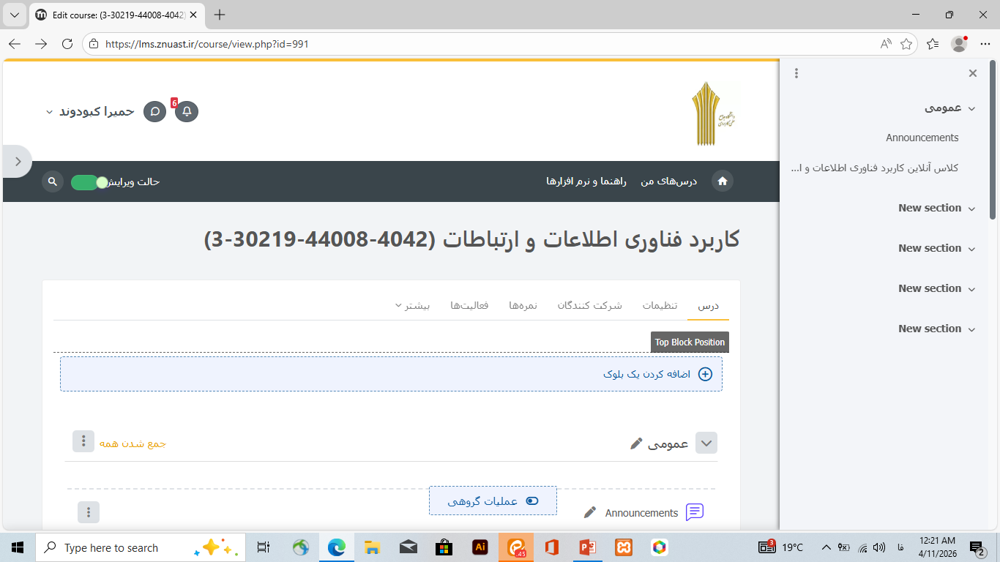 Edit course: (3-30219-44008-4042)
https://lms.znuast.ir/course/view.php?id=991
6
حمیرا کبودوند
حالت ویرایش
درس‌های من
راهنما و نرم افزارها
کاربرد فناوری اطلاعات و ارتباطات (3-30219-44008-4042)
درس
تنظیمات
شرکت کنندگان
نمره‌ها
فعالیت‌ها
بیشتر
Top Block Position
اضافه کردن یک بلوک
عمومی
جمع شدن همه
عملیات گروهی
Announcements
عمومی
Announcements
کلاس آنلاین کاربرد فناوری اطلاعات و ا...
New section
New section
New section
New section
Type here to search
Ai
.45
3
19°C
فا
12:21 AM
4/11/2026
2